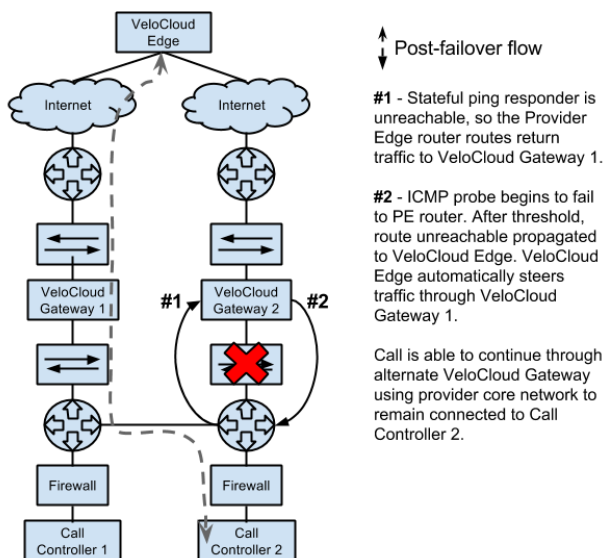 VeloCloud
Edge
Internet
Internet
VeloCloud
Gateway 1
#1
VeloCloud
Gateway 2
#2
Firewall
Firewall
Call
Controller 1
Call
Controller 2
Post-failover flow
#1 - Stateful ping responder is
unreachable, so the Provider
Edge router routes return
traffic to VeloCloud Gateway 1.
#2 - ICMP probe begins to fail
to PE router. After threshold,
route unreachable propagated
to VeloCloud Edge. VeloCloud
Edge automatically steers
traffic through VeloCloud
Gateway 1.
Call is able to continue through
alternate VeloCloud Gateway
using provider core network to
remain connected to Call
Controller 2.